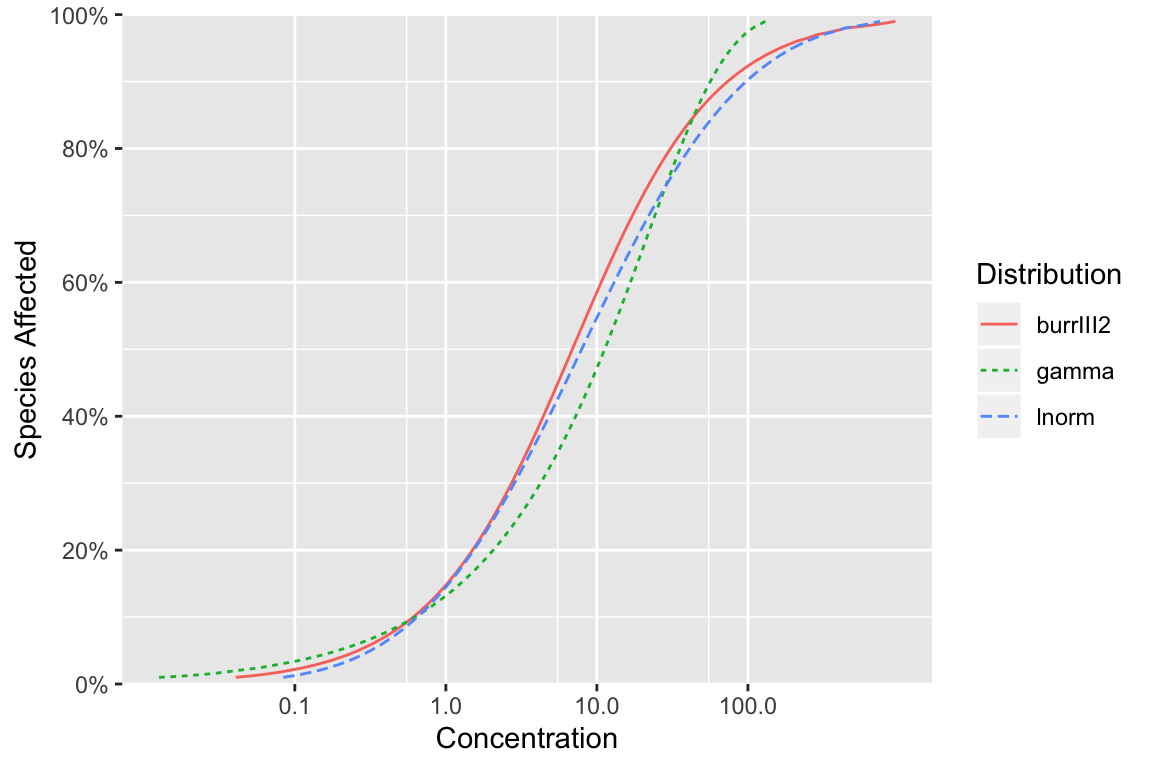 100%
80%
60%
40%
20%
0%
Species Affected
0.1 1.0 10.0 100.0
Concentration
Distribution
burrIII2
gamma
lnorm